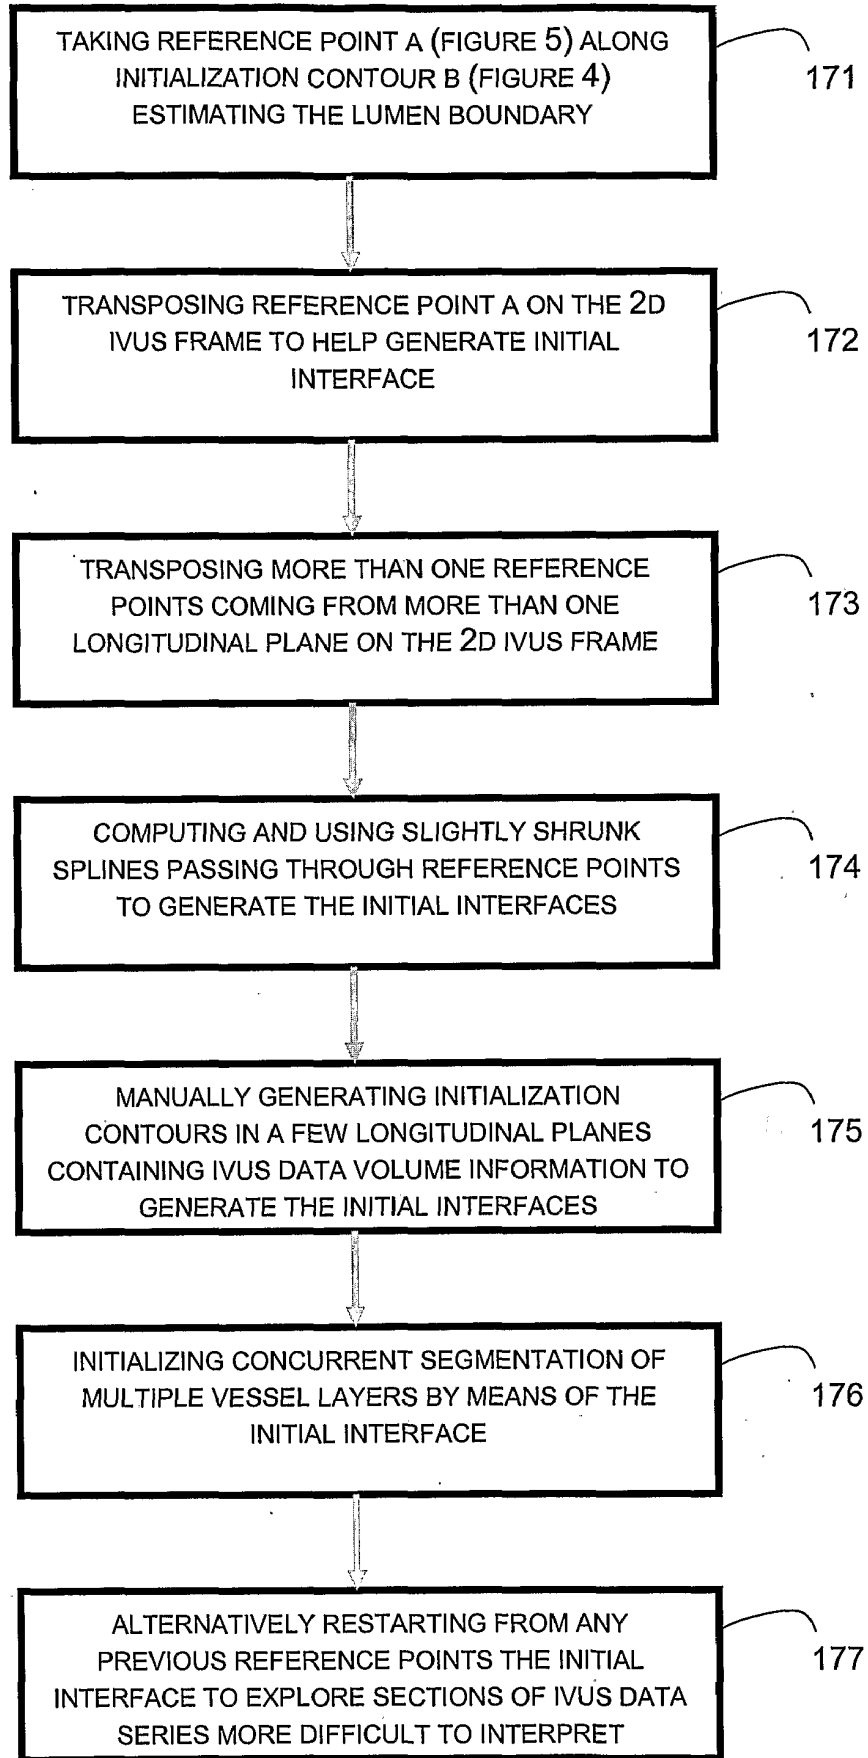 TAKING REFERENCE POINT A (FIGURE 5) ALONG
INITIALIZATION CONTOUR B (FIGURE 4)
ESTIMATING THE LUMEN BOUNDARY
171
TRANSPOSING REFERENCE POINT A ON THE 2D
IVUS FRAME TO HELP GENERATE INITIAL
INTERFACE
172
TRANSPOSING MORE THAN ONE REFERENCE
POINTS COMING FROM MORE THAN ONE
LONGITUDINAL PLANE ON THE 2D IVUS FRAME
173
COMPUTING AND USING SLIGHTLY SHRUNK
SPLINES PASSING THROUGH REFERENCE POINTS
TO GENERATE THE INITIAL INTERFACES
174
MANUALLY GENERATING INITIALIZATION
CONTOURS IN A FEW LONGITUDINAL PLANES
CONTAINING IVUS DATA VOLUME INFORMATION TO
GENERATE THE INITIAL INTERFACES
175
INITIALIZING CONCURRENT SEGMENTATION OF
MULTIPLE VESSEL LAYERS BY MEANS OF THE
INITIAL INTERFACE
176
ALTERNATIVELY RESTARTING FROM ANY
PREVIOUS REFERENCE POINTS THE INITIAL
INTERFACE TO EXPLORE SECTIONS OF IVUS DATA
SERIES MORE DIFFICULT TO INTERPRET
177